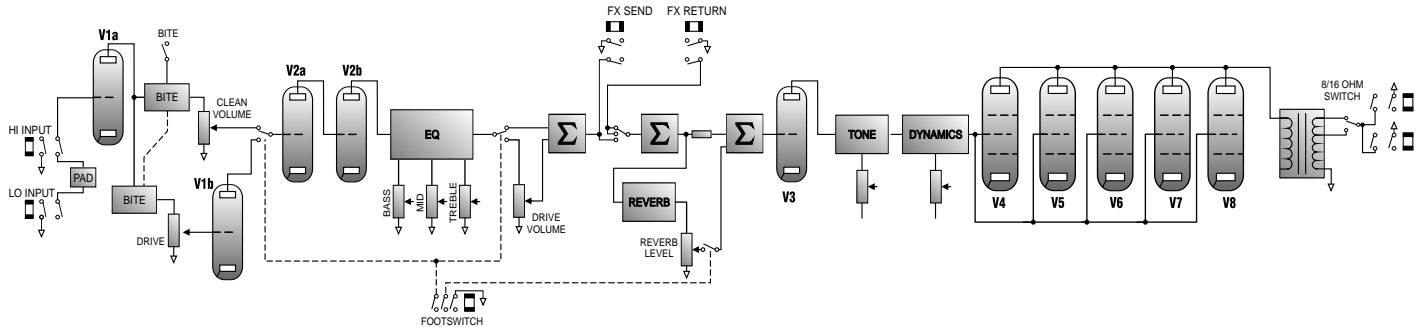 FX SEND
FX RETURN
V1a
BITE
V2a
V2b
BITE
CLEAN
VOLUME
EQ
Σ
Σ
Σ
V3
TONE
DYNAMICS
V4
V5
V6
V7
V8
8/16 OHM
SWITCH
HI INPUT
PAD
LO INPUT
BITE
V1b
DRIVE
BASS
MID
TREBLE
DRIVE
VOLUME
REVERB
REVERB
LEVEL
FOOTSWITCH